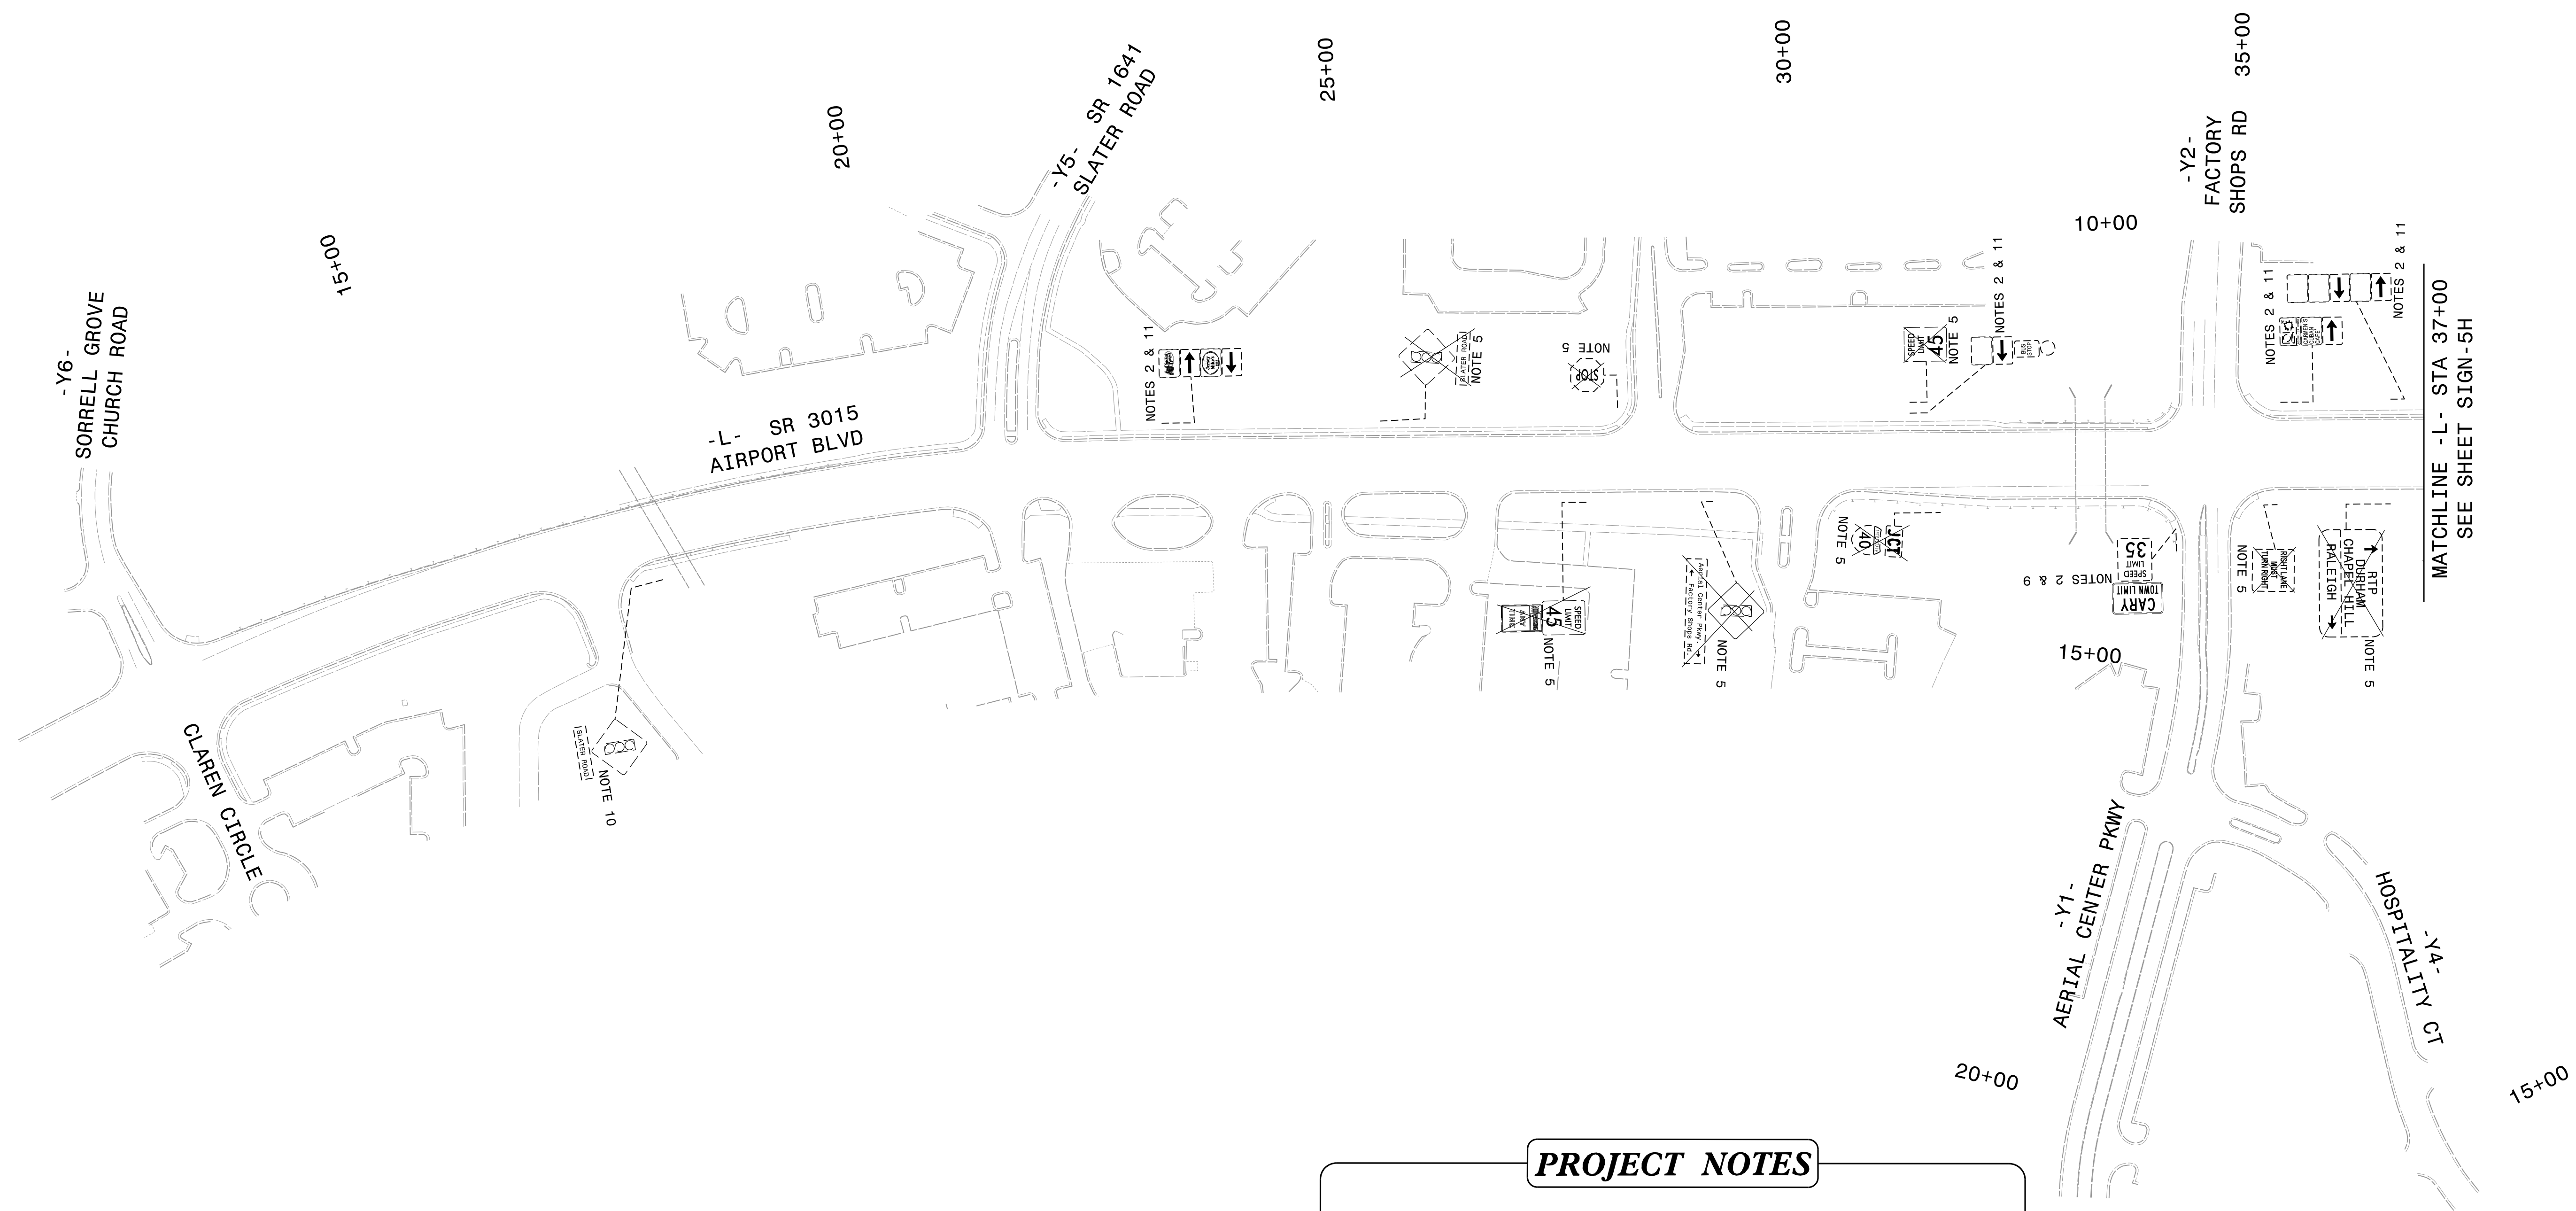 -Y6-
SORRELL GROVE
CHURCH ROAD
15+00
20+00
-Y5- SR 1641
SLATER ROAD
25+00
30+00
10+00
-Y2-
FACTORY
SHOPS RD
35+00
-L- SR 3015
AIRPORT BLVD
NOTES 2 & 11
SLATER ROAD
NOTE 5
STOP
NOTE 5
SPEED
LIMIT
45
NOTE 5
NOTES 2 & 11
BUS
STOP
NOTES 2 & 11
CARMEN'S
CUBAN
CAFE
NOTES 2 & 11
MATCHLINE -L- STA 37+00
SEE SHEET SIGN-5H
CLAREN CIRCLE
SLATER ROAD
NOTE 10
SPEED
LIMIT
45
NOTE 5
Aerial Center Pkwy.
Factory Shops Rd.
NOTE 5
JCT
40
NOTE 5
SPEED
LIMIT
35
CARY
TOWN LIMIT
NOTES 2 & 9
RIGHT LANE
MUST
TURN RIGHT
NOTE 5
RTP
DURHAM
CHAPEL HILL
RALEIGH
NOTE 5
15+00
-Y1-
AERIAL CENTER PKWY
-Y4-
HOSPITALITY CT
20+00
15+00
PROJECT NOTES